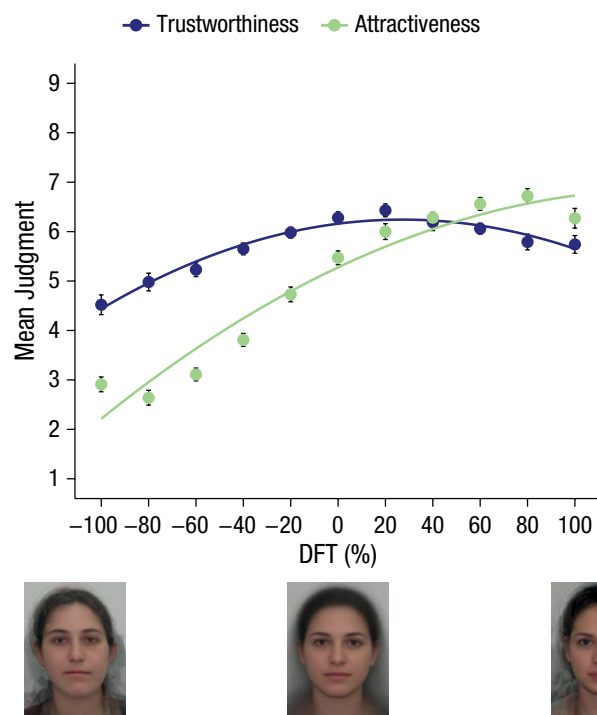 Trustworthiness Attractiveness
9
8
7
6
5
4
3
2
1
Mean Judgment
−100 −80 −60 −40 −20 0 20 40 60 80 100
DFT (%)